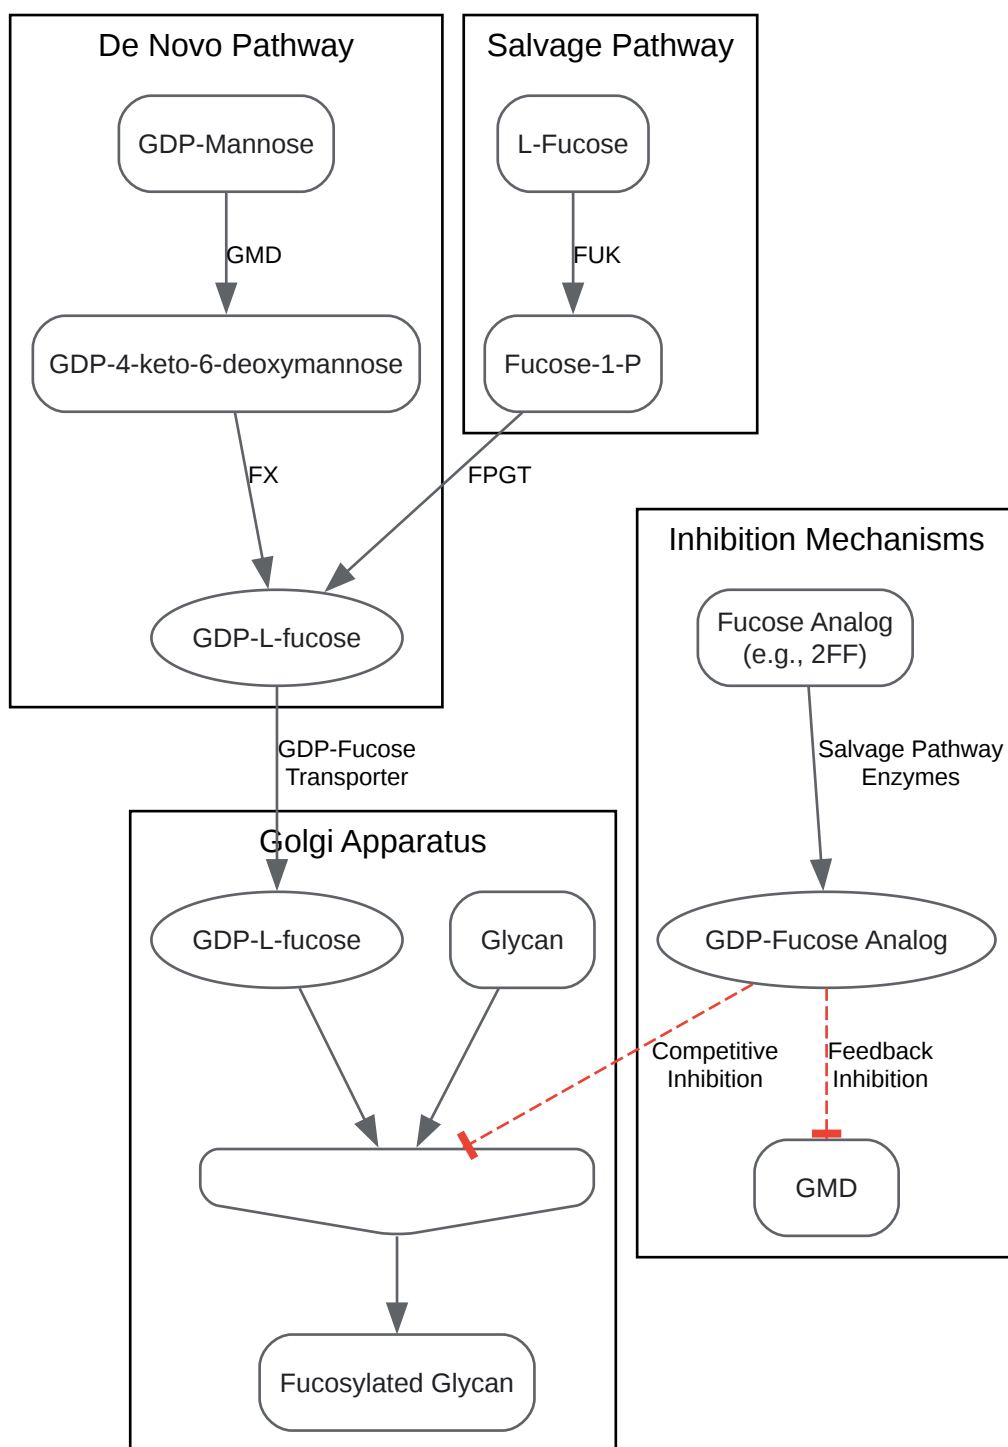 De Novo Pathway
GDP-Mannose
GMD
GDP-4-keto-6-deoxymannose
FX
GDP-L-fucose
Salvage Pathway
L-Fucose
FUK
Fucose-1-P
FPGT
GDP-Fucose
Transporter
Golgi Apparatus
GDP-L-fucose
Glycan
Fucosylated Glycan
Inhibition Mechanisms
Fucose Analog
(e.g., 2FF)
Salvage Pathway
Enzymes
GDP-Fucose Analog
Competitive
Inhibition
Feedback
Inhibition
GMD